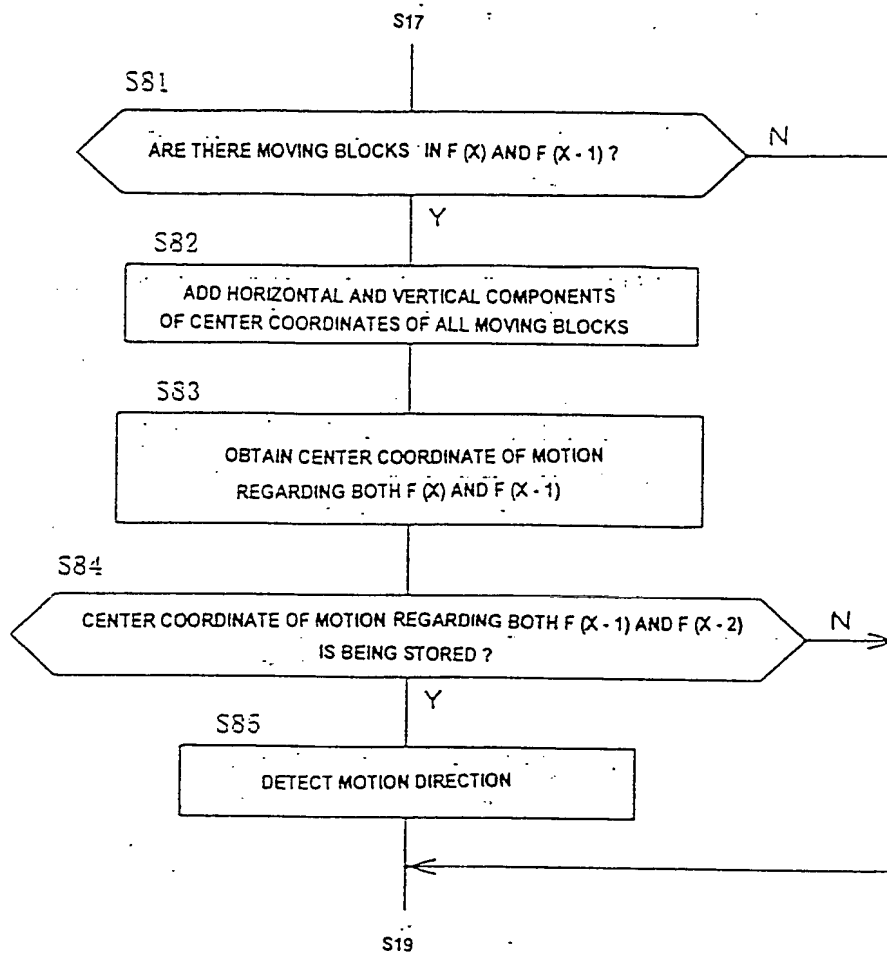 S17
S81
ARE THERE MOVING BLOCKS IN F (X) AND F (X - 1) ?
N
Y
S82
ADD HORIZONTAL AND VERTICAL COMPONENTS
OF CENTER COORDINATES OF ALL MOVING BLOCKS
S83
OBTAIN CENTER COORDINATE OF MOTION
REGARDING BOTH F (X) AND F (X - 1)
S84
CENTER COORDINATE OF MOTION REGARDING BOTH F (X - 1) AND F (X - 2)
IS BEING STORED ?
N
Y
S85
DETECT MOTION DIRECTION
S19